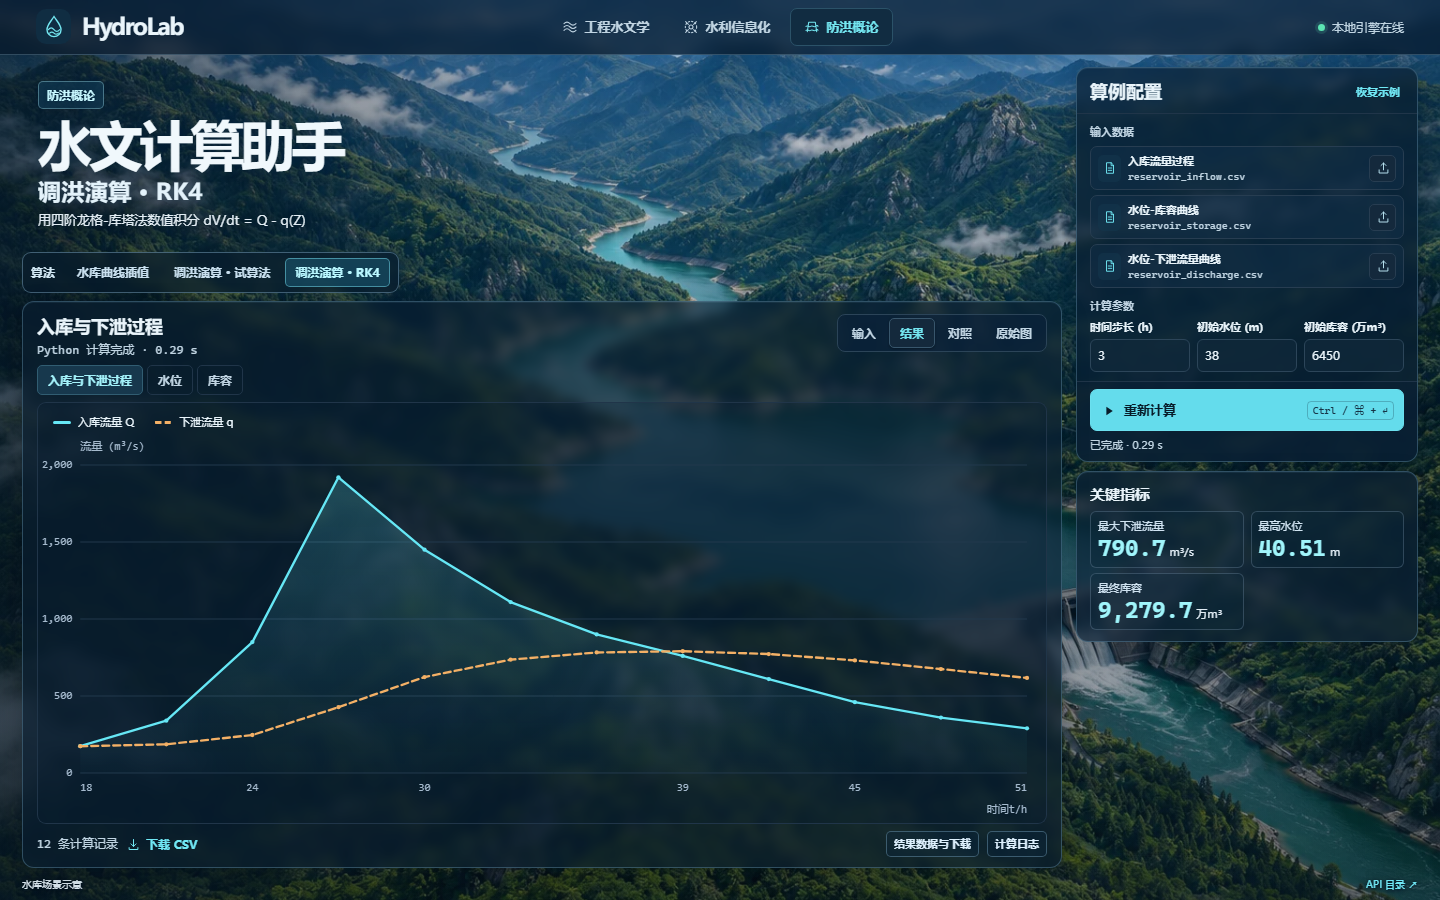 HydroLab
工程水文学
水利信息化
防洪概论
本地引擎在线
防洪概论
水文计算助手
调洪演算・RK4
用四阶龙格-库塔法数值积分 dV/dt = Q - q(Z)
算法
水库曲线插值
调洪演算・试算法
调洪演算・RK4
入库与下泄过程
Python 计算完成 · 0.29 s
输入
结果
对照
原始图
入库与下泄过程
水位
库容
入库流量 Q
下泄流量 q
流量 (m³/s)
2,000
1,500
1,000
500
0
18
24
30
39
45
51
时间t/h
12 条计算记录
下载 CSV
结果数据与下载
计算日志
算例配置
恢复示例
输入数据
入库流量过程
reservoir_inflow.csv
水位-库容曲线
reservoir_storage.csv
水位-下泄流量曲线
reservoir_discharge.csv
计算参数
时间步长 (h)
初始水位 (m)
初始库容 (万m³)
3
38
6450
重新计算
Ctrl / ⌘ + ↵
已完成 · 0.29 s
关键指标
最大下泄流量
790.7 m³/s
最高水位
40.51 m
最终库容
9,279.7 万m³
水库场景示意
API 目录 ↗